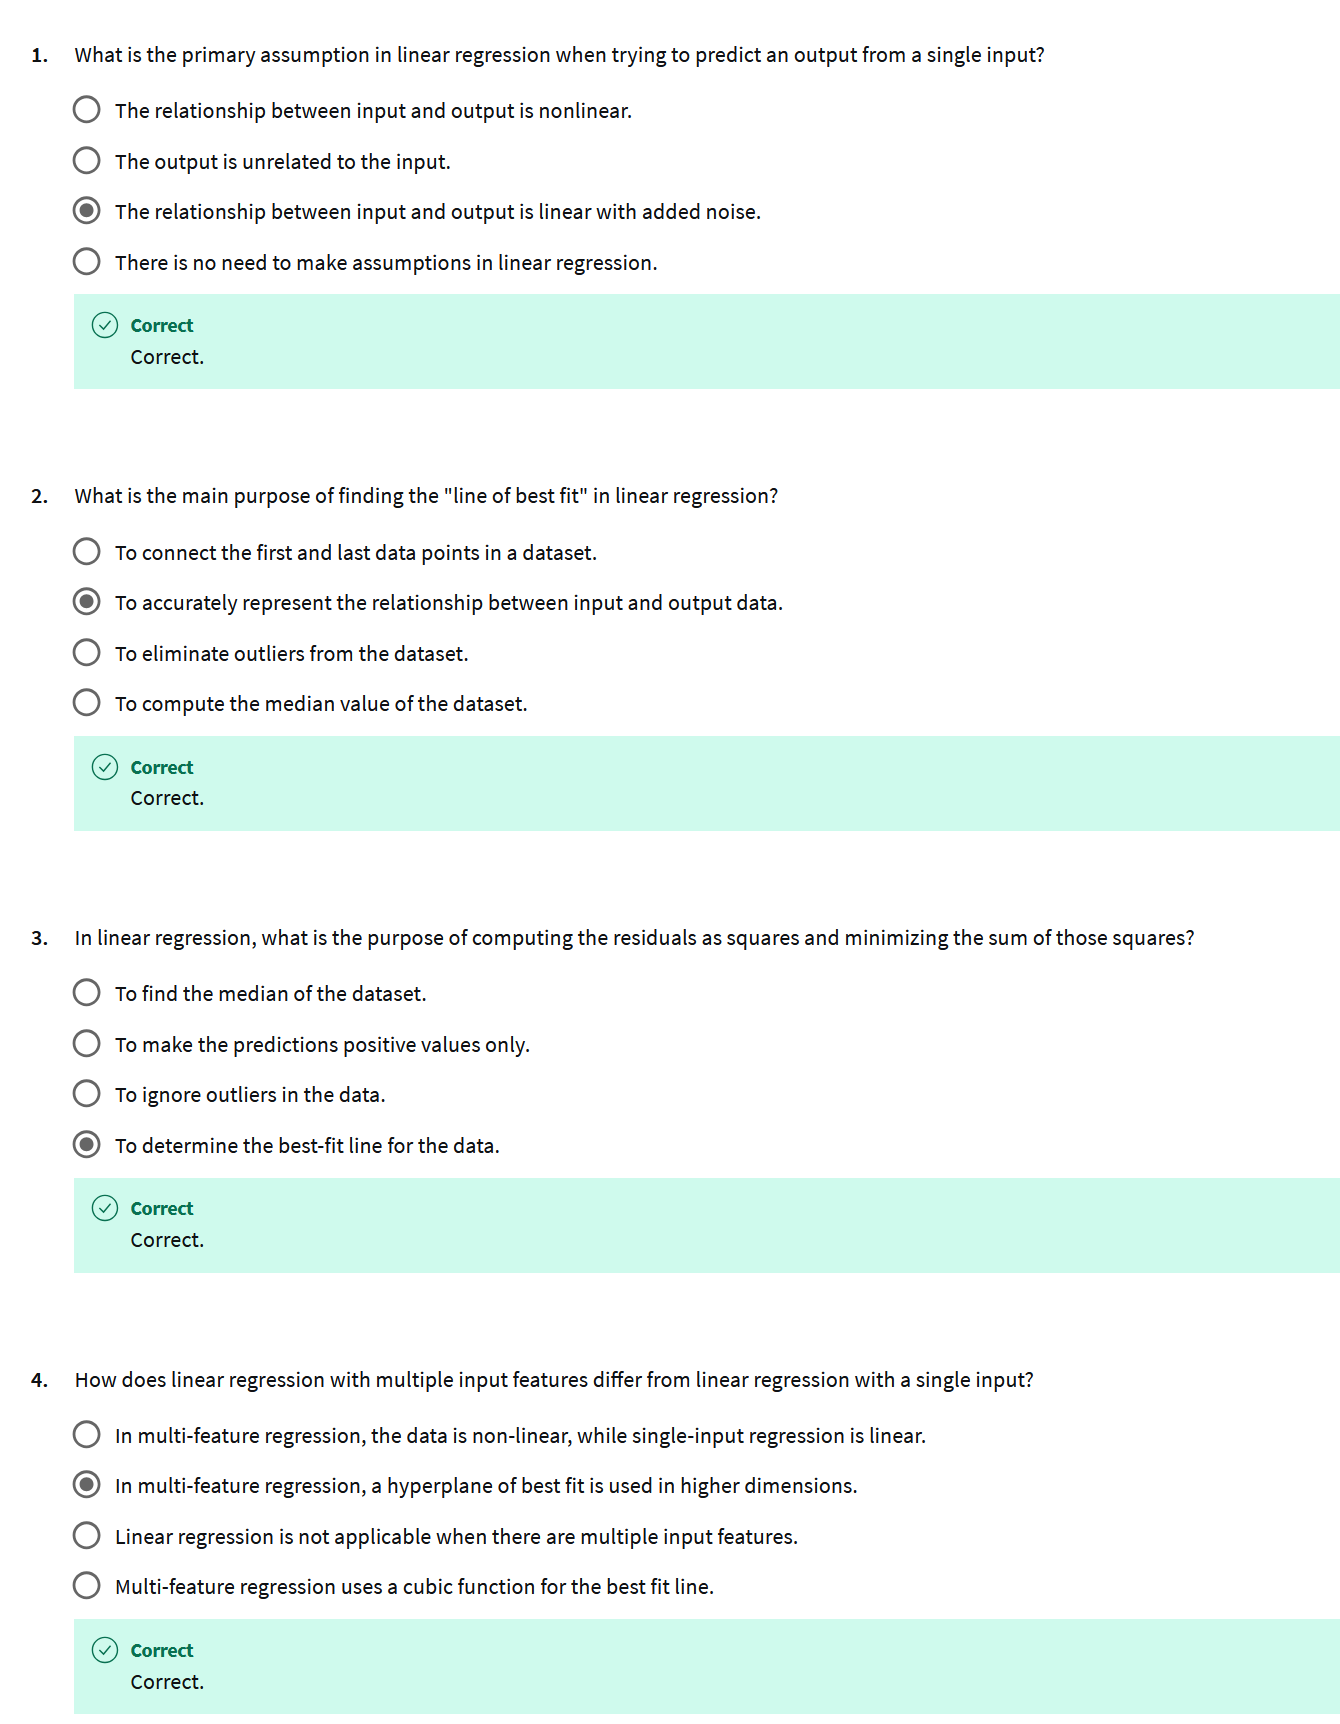 1. What is the primary assumption in linear regression when trying to predict an output from a single input?
The relationship between input and output is nonlinear.
The output is unrelated to the input.
The relationship between input and output is linear with added noise.
There is no need to make assumptions in linear regression.
Correct
Correct.
2. What is the main purpose of finding the "line of best fit" in linear regression?
To connect the first and last data points in a dataset.
To accurately represent the relationship between input and output data.
To eliminate outliers from the dataset.
To compute the median value of the dataset.
Correct
Correct.
3. In linear regression, what is the purpose of computing the residuals as squares and minimizing the sum of those squares?
To find the median of the dataset.
To make the predictions positive values only.
To ignore outliers in the data.
To determine the best-fit line for the data.
Correct
Correct.
4. How does linear regression with multiple input features differ from linear regression with a single input?
In multi-feature regression, the data is non-linear, while single-input regression is linear.
In multi-feature regression, a hyperplane of best fit is used in higher dimensions.
Linear regression is not applicable when there are multiple input features.
Multi-feature regression uses a cubic function for the best fit line.
Correct
Correct.